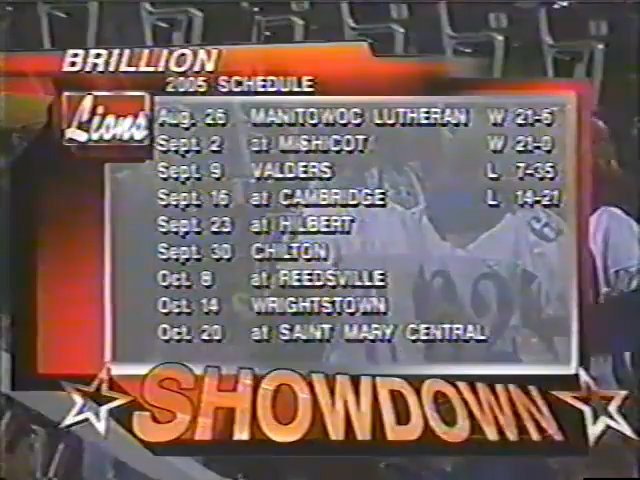 BRILLION
2005 SCHEDULE
Lions
Aug. 26 MANITOWOC LUTHERAN W 21-6
Sept. 2 at MISHICOT W 21-0
Sept. 9 VALDERS L 7-35
Sept. 16 at CAMBRIDGE L 14-21
Sept. 23 at HILBERT
Sept. 30 CHILTON
Oct. 8 at REEDSVILLE
Oct. 14 WRIGHTSTOWN
Oct. 20 at SAINT MARY CENTRAL
SHOWDOWN